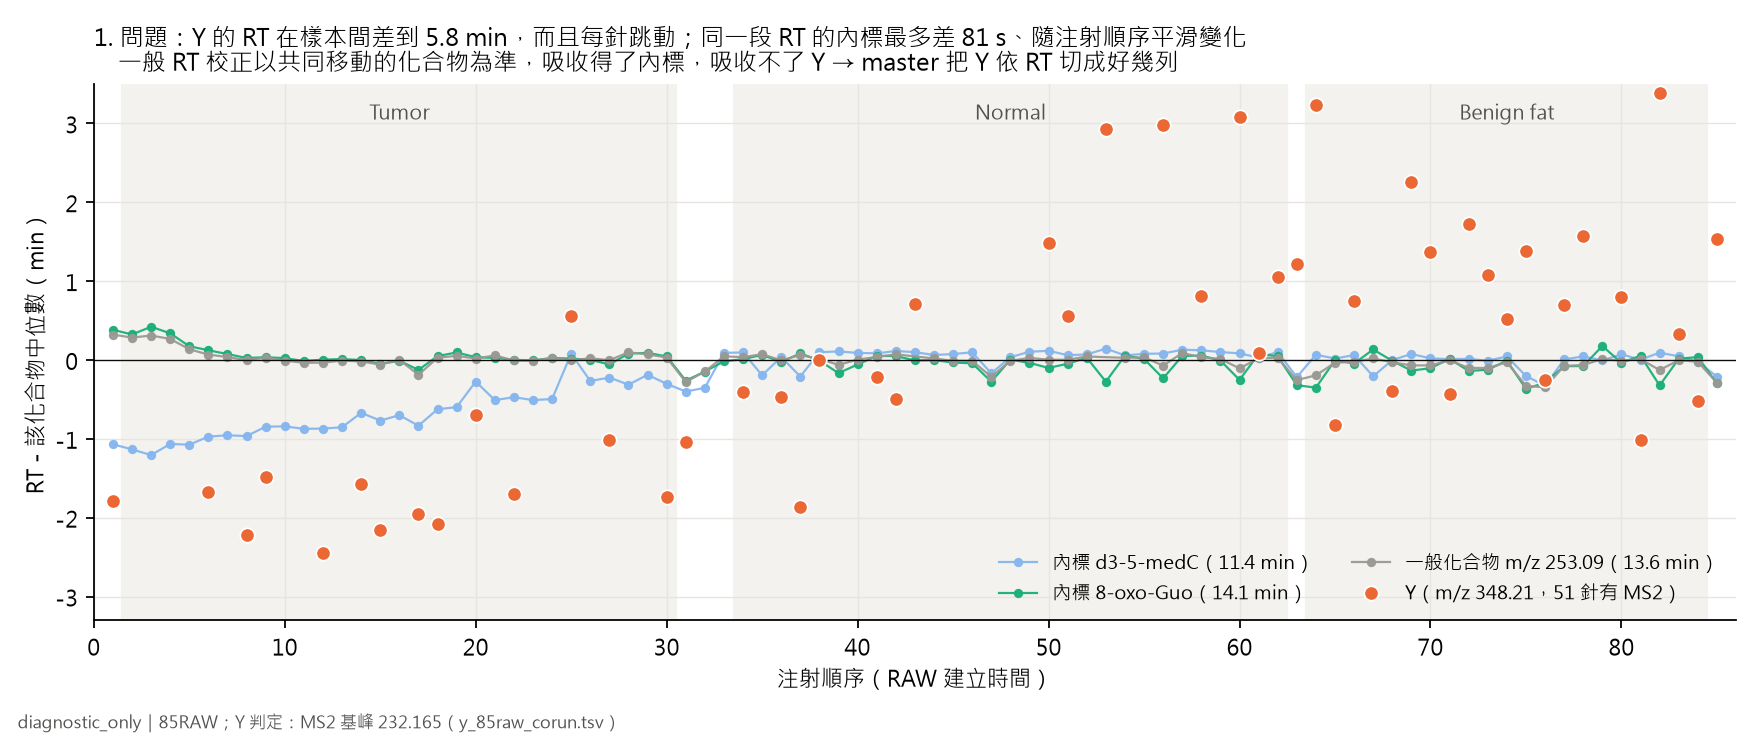 1. 問題：Y 的 RT 在樣本間差到 5.8 min，而且每針跳動；同一段 RT 的內標最多差 81 s、隨注射順序平滑變化
一般 RT 校正以共同移動的化合物為準，吸收得了內標，吸收不了 Y → master 把 Y 依 RT 切成好幾列
Tumor
Normal
Benign fat
3
2
1
0
-1
-2
-3
RT - 該化合物中位數（min）
內標 d3-5-medC（11.4 min）
內標 8-oxo-Guo（14.1 min）
一般化合物 m/z 253.09（13.6 min）
Y（m/z 348.21，51 針有 MS2）
0 10 20 30 40 50 60 70 80
注射順序（RAW 建立時間）
diagnostic_only | 85RAW；Y 判定：MS2 基峰 232.165（y_85raw_corun.tsv）